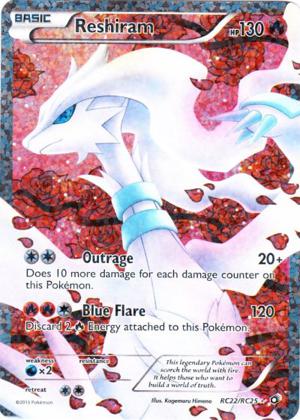 BASIC
Reshiram
HP130
Outrage 20+
Does 10 more damage for each damage counter on
this Pokémon.
Blue Flare 120
Discard 2 Energy attached to this Pokémon.
weakness
resistance
×2
retreat
This legendary Pokémon can
scorch the world with fire. It
helps those who want to
build a world of truth.
©2013 Pokémon
Illus. Kagemaru Himeno
RC22/RC25